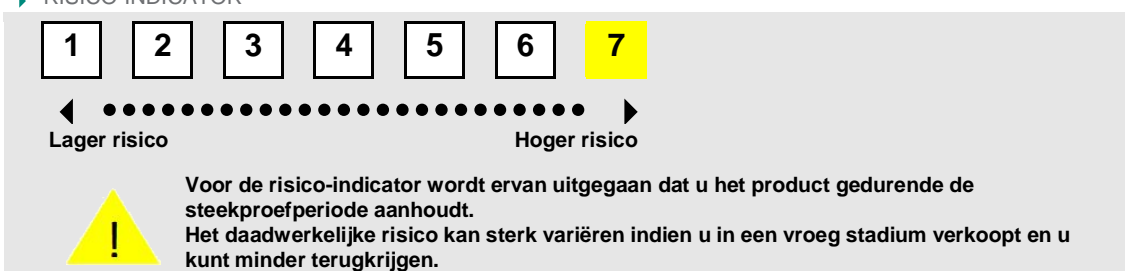 RISICO-INDICATOR
1 2 3 4 5 6 7
Lager risico Hoger risico
Voor de risico-indicator wordt ervan uitgegaan dat u het product gedurende de
steekproefperiode aanhoudt.
!
Het daadwerkelijke risico kan sterk variëren indien u in een vroeg stadium verkoopt en u
kunt minder terugkrijgen.